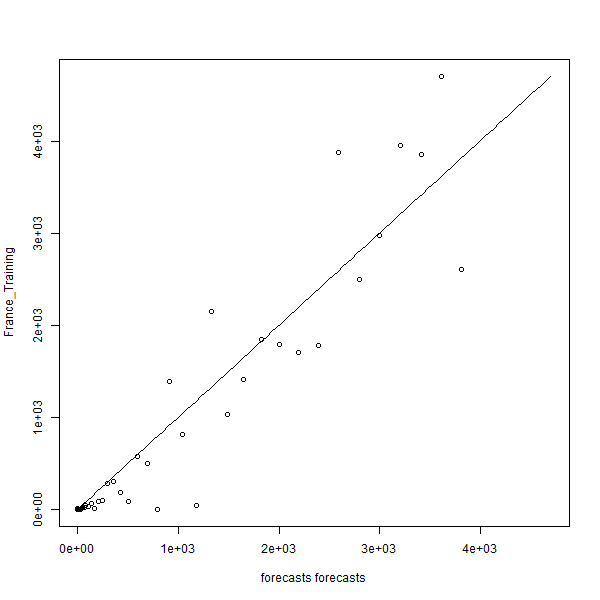 France_Training
4e+03
3e+03
2e+03
1e+03
0e+00
0e+00 1e+03 2e+03 3e+03 4e+03
forecasts forecasts